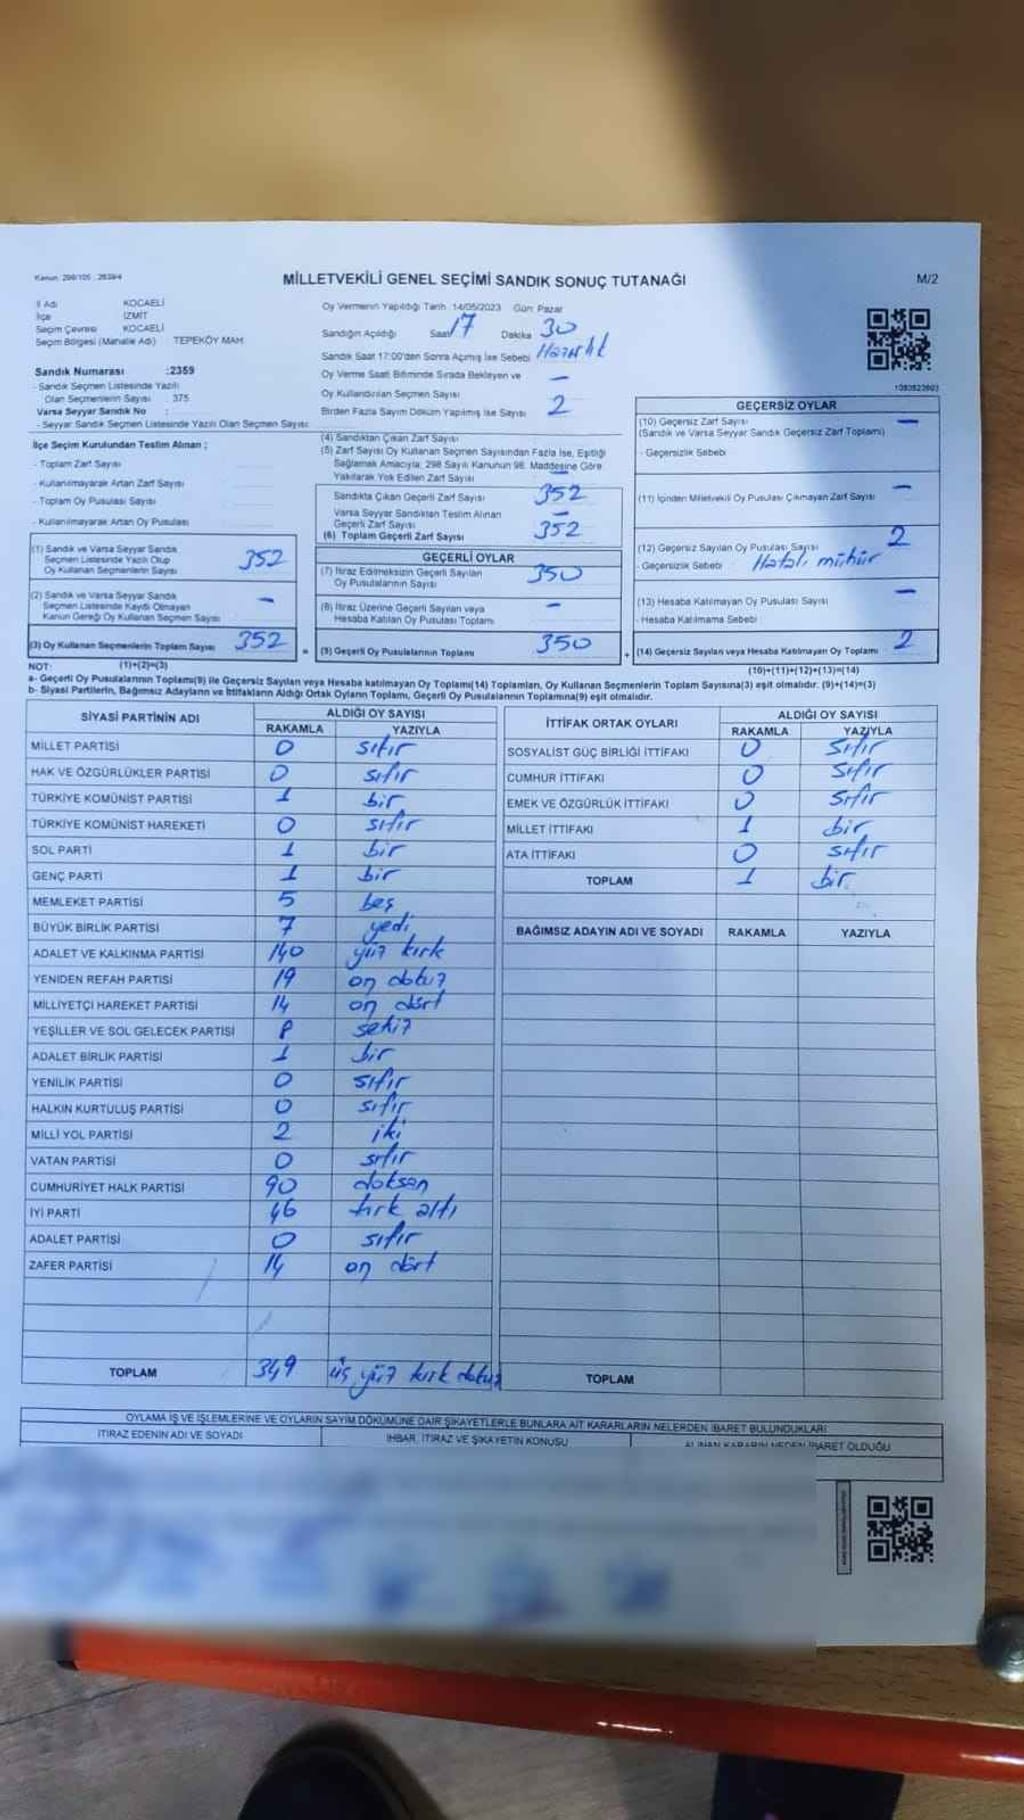 Kanun: 298/105 , 2839/4
MİLLETVEKİLİ GENEL SEÇİMİ SANDIK SONUÇ TUTANAĞI
M/2
İl Adı KOCAELİ
İlçe İZMİT
Seçim Çevresi KOCAELİ
Seçim Bölgesi (Mahalle Adı) TEPEKÖY MAH.
Oy Vermenin Yapıldığı Tarih :14/05/2023 Gün: Pazar
Sandığın Açıldığı Saat 17 Dakika 30
Sandık Saat 17:00'den Sonra Açılmış İse Sebebi Hazırlık
Oy Verme Saati Bitiminde Sırada Bekleyen ve
Oy Kullandırılan Seçmen Sayısı –
Birden Fazla Sayım Döküm Yapılmış İse Sayısı 2
Sandık Numarası :2359
- Sandık Seçmen Listesinde Yazılı
Olan Seçmenlerin Sayısı 375
Varsa Seyyar Sandık No :
- Seyyar Sandık Seçmen Listesinde Yazılı Olan Seçmen Sayısı:
İlçe Seçim Kurulundan Teslim Alınan ;
- Toplam Zarf Sayısı
- Kullanılmayarak Artan Zarf Sayısı
- Toplam Oy Pusulası Sayısı
- Kullanılmayarak Artan Oy Pusulası
(4) Sandıktan Çıkan Zarf Sayısı
(5) Zarf Sayısı Oy Kullanan Seçmen Sayısından Fazla İse, Eşitliği
Sağlamak Amacıyla; 298 Sayılı Kanunun 98. Maddesine Göre
Yakılarak Yok Edilen Zarf Sayısı –
Sandıkta Çıkan Geçerli Zarf Sayısı 352
Varsa Seyyar Sandıktan Teslim Alınan
Geçerli Zarf Sayısı –
(6) Toplam Geçerli Zarf Sayısı 352
1083823603
GEÇERSİZ OYLAR
(10) Geçersiz Zarf Sayısı –
(Sandık ve Varsa Seyyar Sandık Geçersiz Zarf Toplamı)
- Geçersizlik Sebebi
(11) İçinden Milletvekili Oy Pusulası Çıkmayan Zarf Sayısı –
(12) Geçersiz Sayılan Oy Pusulası Sayısı 2
- Geçersizlik Sebebi Hatalı mühür
(13) Hesaba Katılmayan Oy Pusulası Sayısı –
- Hesaba Katılmama Sebebi
(14) Geçersiz Sayılan veya Hesaba Katılmayan Oy Toplamı 2
(1) Sandık ve Varsa Seyyar Sandık
Seçmen Listesinde Yazılı Olup
Oy Kullanan Seçmenlerin Sayısı 352
(2) Sandık ve Varsa Seyyar Sandık
Seçmen Listesinde Kaydı Olmayan
Kanun Gereği Oy Kullanan Seçmen Sayısı –
(3) Oy Kullanan Seçmenlerin Toplam Sayısı 352 =
GEÇERLİ OYLAR
(7) İtiraz Edilmeksizin Geçerli Sayılan
Oy Pusulalarının Sayısı 350
(8) İtiraz Üzerine Geçerli Sayılan veya
Hesaba Katılan Oy Pusulası Toplamı –
(9) Geçerli Oy Pusulalarının Toplamı 350 +
NOT: (1)+(2)=(3) (10)+(11)+(12)+(13)=(14)
a- Geçerli Oy Pusulalarının Toplamı(9) ile Geçersiz Sayılan veya Hesaba katılmayan Oy Toplamı(14) Toplamları, Oy Kullanan Seçmenlerin Toplam Sayısına(3) eşit olmalıdır. (9)+(14)=(3)
b- Siyasi Partilerin, Bağımsız Adayların ve İttifakların Aldığı Ortak Oyların Toplamı, Geçerli Oy Pusulalarının Toplamına(9) eşit olmalıdır.
SİYASİ PARTİNİN ADI ALDIĞI OY SAYISI
RAKAMLA YAZIYLA
MİLLET PARTİSİ 0 sıfır
HAK VE ÖZGÜRLÜKLER PARTİSİ 0 sıfır
TÜRKİYE KOMÜNİST PARTİSİ 1 bir
TÜRKİYE KOMÜNİST HAREKETİ 0 sıfır
SOL PARTİ 1 bir
GENÇ PARTİ 1 bir
MEMLEKET PARTİSİ 5 beş
BÜYÜK BİRLİK PARTİSİ 7 yedi
ADALET VE KALKINMA PARTİSİ 140 yüz kırk
YENİDEN REFAH PARTİSİ 19 on dokuz
MİLLİYETÇİ HAREKET PARTİSİ 14 on dört
YEŞİLLER VE SOL GELECEK PARTİSİ 8 sekiz
ADALET BİRLİK PARTİSİ 1 bir
YENİLİK PARTİSİ 0 sıfır
HALKIN KURTULUŞ PARTİSİ 0 sıfır
MİLLİ YOL PARTİSİ 2 iki
VATAN PARTİSİ 0 sıfır
CUMHURİYET HALK PARTİSİ 90 doksan
İYİ PARTİ 46 kırk altı
ADALET PARTİSİ 0 sıfır
ZAFER PARTİSİ 14 on dört
TOPLAM 349 üç yüz kırk dokuz
İTTİFAK ORTAK OYLARI ALDIĞI OY SAYISI
RAKAMLA YAZIYLA
SOSYALİST GÜÇ BİRLİĞİ İTTİFAKI 0 sıfır
CUMHUR İTTİFAKI 0 sıfır
EMEK VE ÖZGÜRLÜK İTTİFAKI 0 sıfır
MİLLET İTTİFAKI 1 bir
ATA İTTİFAKI 0 sıfır
TOPLAM 1 bir
BAĞIMSIZ ADAYIN ADI VE SOYADI RAKAMLA YAZIYLA
TOPLAM
OYLAMA İŞ VE İŞLEMLERİNE VE OYLARIN SAYIM DÖKÜMÜNE DAİR ŞİKAYETLERLE BUNLARA AİT KARARLARIN NELERDEN İBARET BULUNDUKLARI
İTİRAZ EDENİN ADI VE SOYADI İHBAR, İTİRAZ VE ŞİKAYETİN KONUSU ALINAN KARARIN NEDEN İBARET OLDUĞU